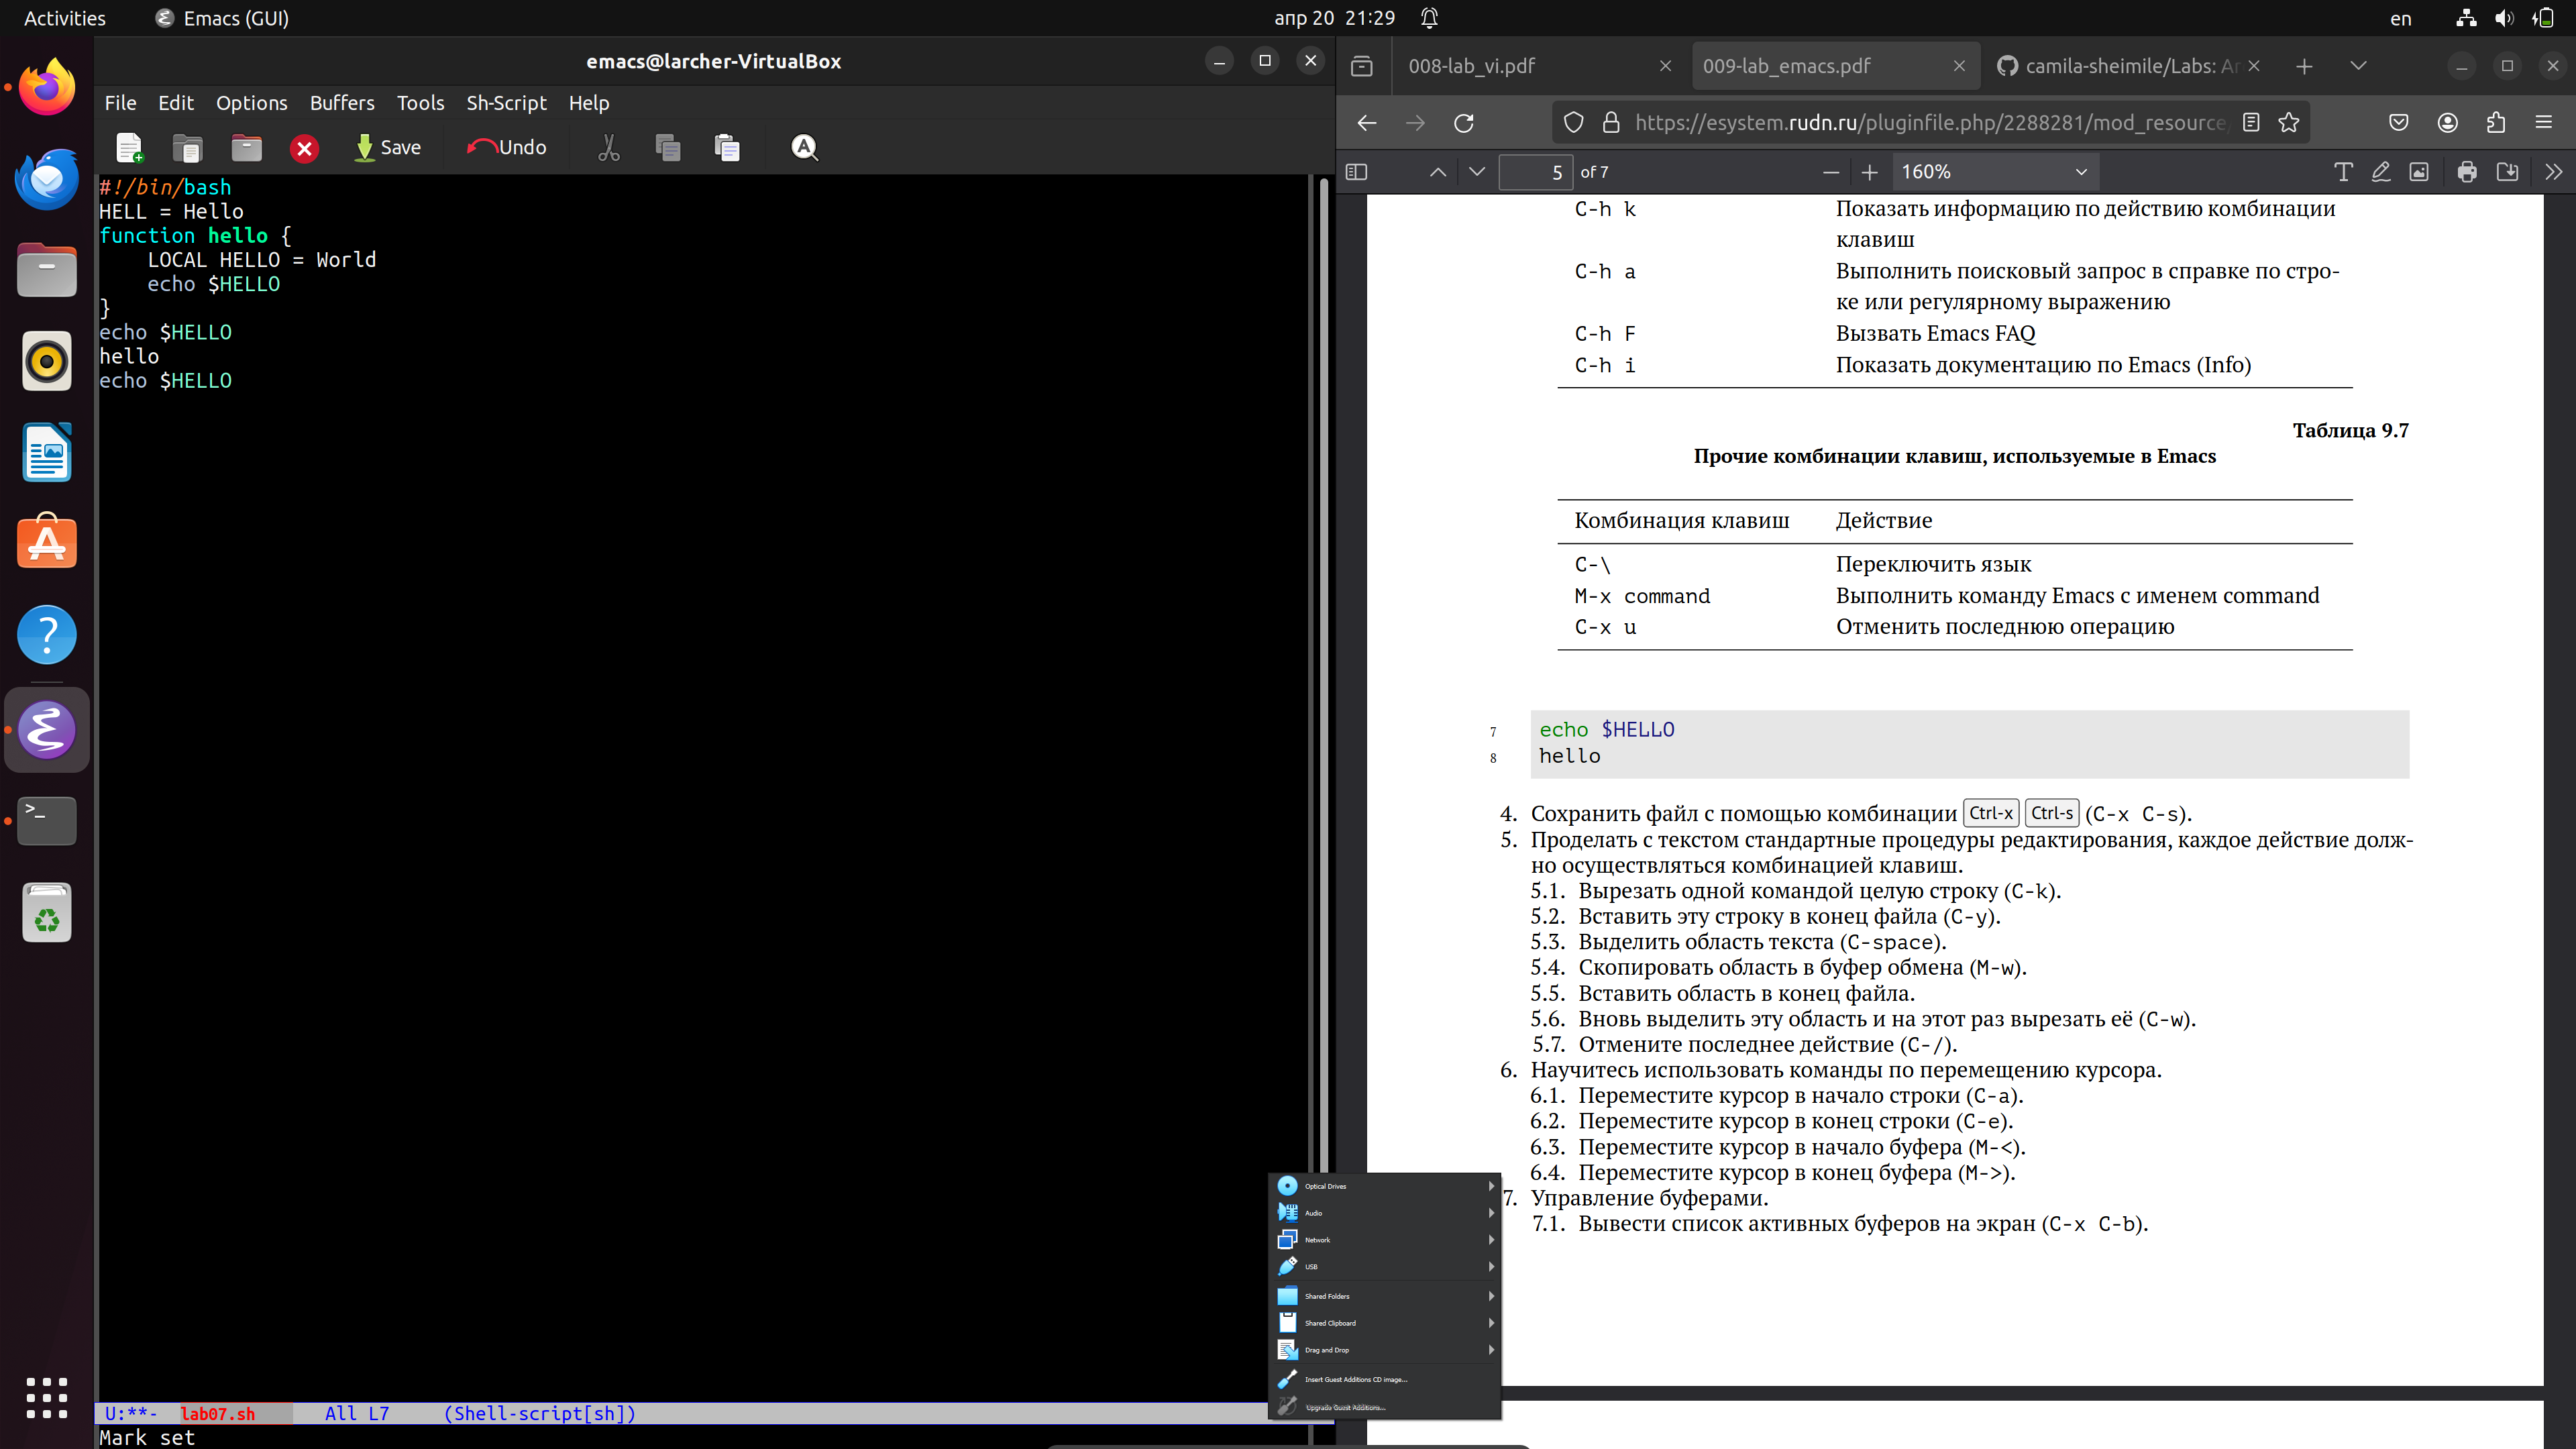 Activities
Emacs (GUI)
апр 20 21:29
en
emacs@larcher-VirtualBox
File Edit Options Buffers Tools Sh-Script Help
Save
Undo
#!/bin/bash
HELL = Hello
function hello {
LOCAL HELLO = World
echo $HELLO
}
echo $HELLO
hello
echo $HELLO
U:**- lab07.sh All L7 (Shell-script[sh])
Mark set
Optical Drives
Audio
Network
USB
Shared Folders
Shared Clipboard
Drag and Drop
Insert Guest Additions CD image...
Upgrade Guest Additions...
008-lab_vi.pdf
009-lab_emacs.pdf
camila-sheimile/Labs: Ar
https://esystem.rudn.ru/pluginfile.php/2288281/mod_resource/
5 of 7
160%
C-h k Показать информацию по действию комбинации
клавиш
C-h a Выполнить поисковый запрос в справке по стро-
ке или регулярному выражению
C-h F Вызвать Emacs FAQ
C-h i Показать документацию по Emacs (Info)
Таблица 9.7
Прочие комбинации клавиш, используемые в Emacs
Комбинация клавиш Действие
C-\ Переключить язык
M-x command Выполнить команду Emacs с именем command
C-x u Отменить последнюю операцию
7 echo $HELLO
8 hello
4. Сохранить файл с помощью комбинации Ctrl-x Ctrl-s (C-x C-s).
5. Проделать с текстом стандартные процедуры редактирования, каждое действие долж-
но осуществляться комбинацией клавиш.
5.1. Вырезать одной командой целую строку (C-k).
5.2. Вставить эту строку в конец файла (C-y).
5.3. Выделить область текста (C-space).
5.4. Скопировать область в буфер обмена (M-w).
5.5. Вставить область в конец файла.
5.6. Вновь выделить эту область и на этот раз вырезать её (C-w).
5.7. Отмените последнее действие (C-/).
6. Научитесь использовать команды по перемещению курсора.
6.1. Переместите курсор в начало строки (C-a).
6.2. Переместите курсор в конец строки (C-e).
6.3. Переместите курсор в начало буфера (M-<).
6.4. Переместите курсор в конец буфера (M->).
7. Управление буферами.
7.1. Вывести список активных буферов на экран (C-x C-b).